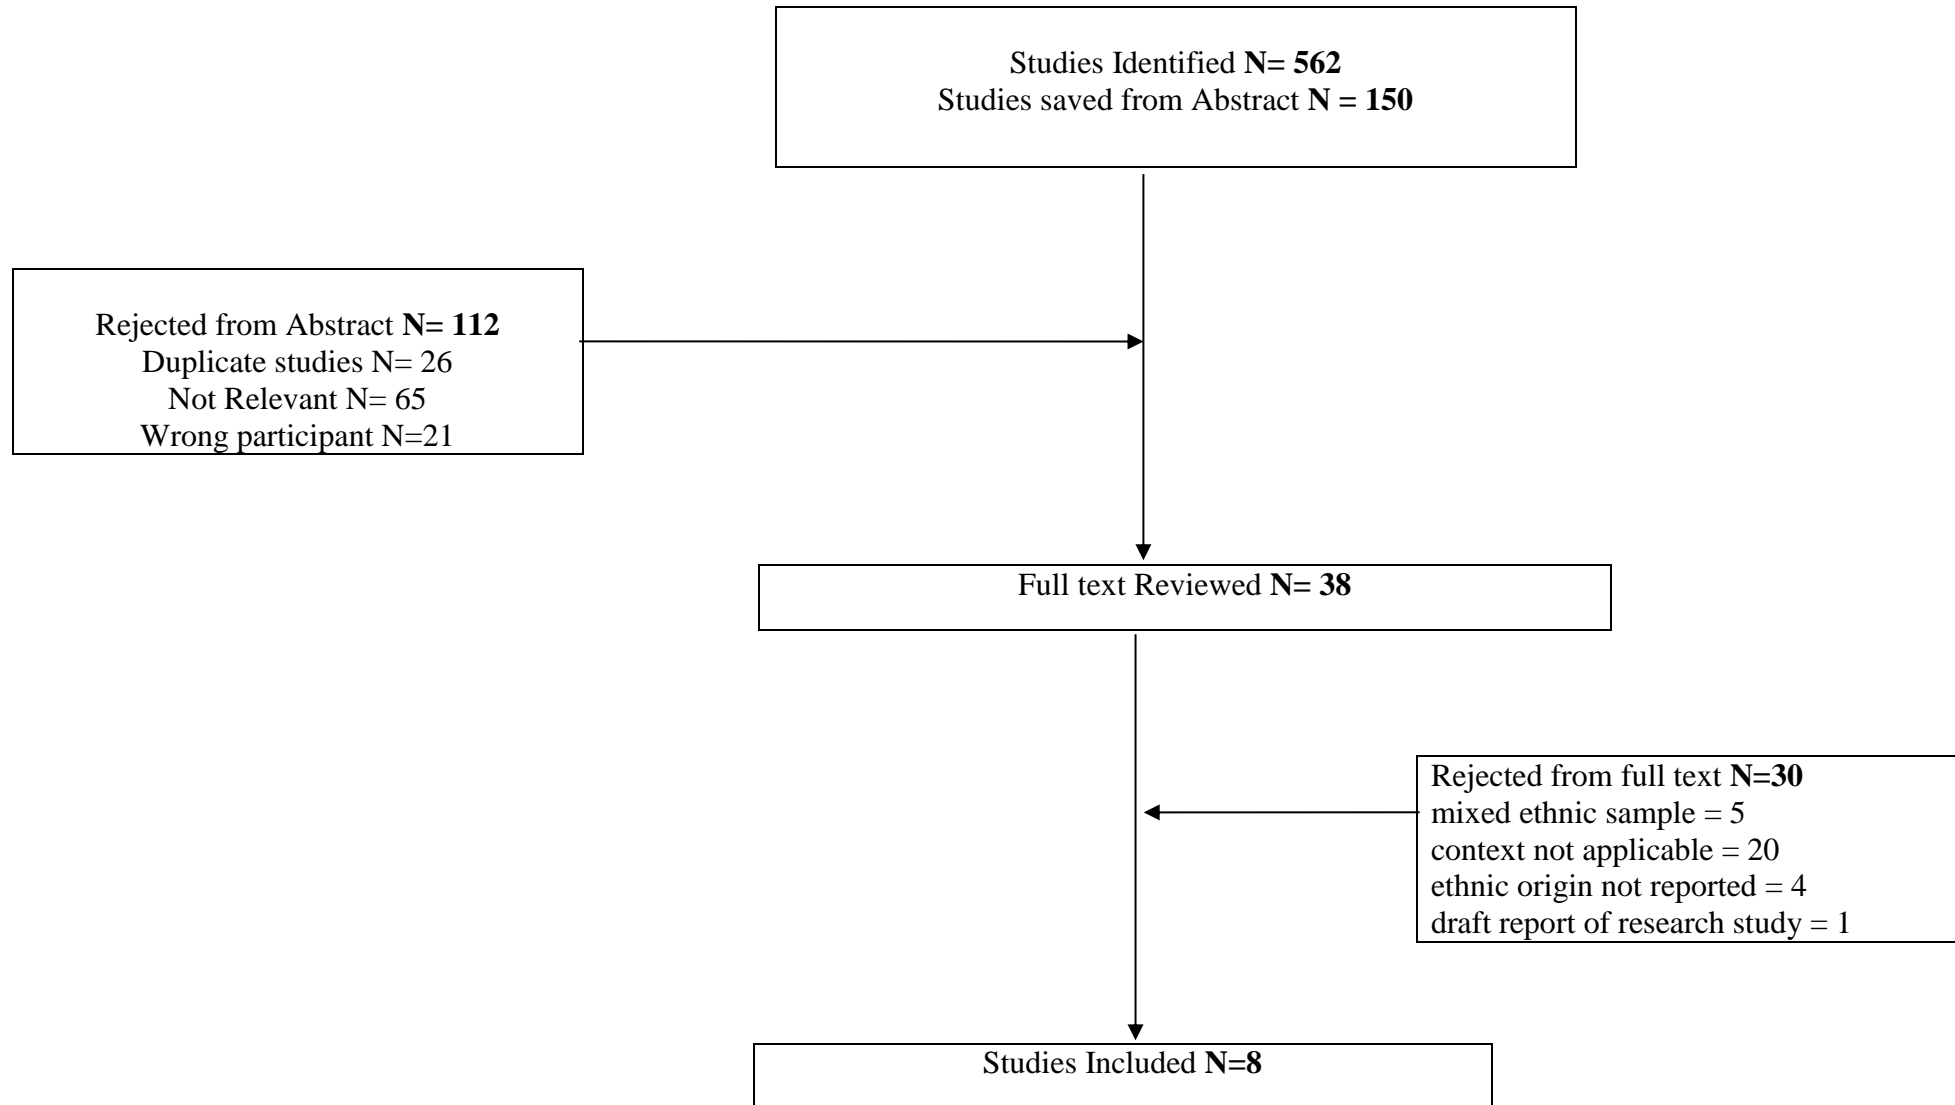 Studies Identified N= 562
Studies saved from Abstract N = 150
Rejected from Abstract N= 112
Duplicate studies N= 26
Not Relevant N= 65
Wrong participant N=21
Full text Reviewed N= 38
Rejected from full text N=30
mixed ethnic sample = 5
context not applicable = 20
ethnic origin not reported = 4
draft report of research study = 1
Studies Included N=8